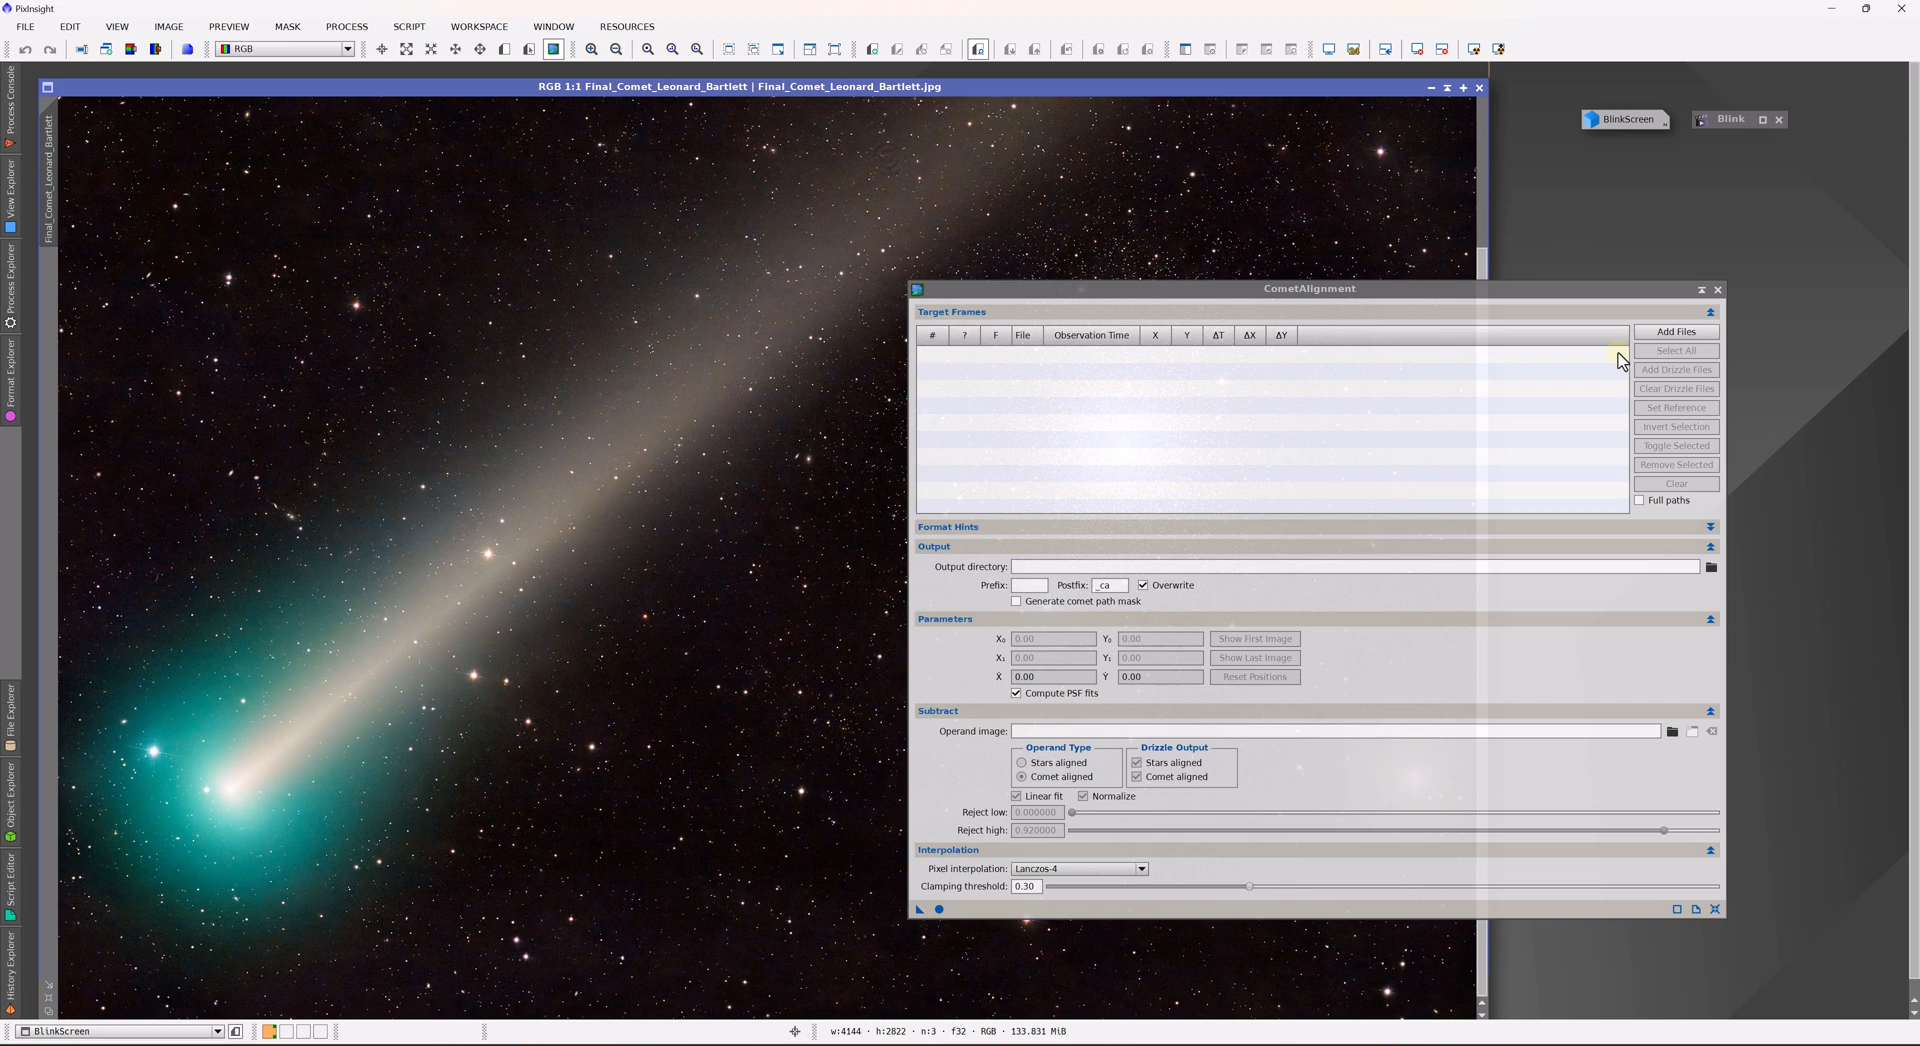 PixInsight
FILE EDIT VIEW IMAGE PREVIEW MASK PROCESS SCRIPT WORKSPACE WINDOW RESOURCES
RGB
RGB 1:1 Final_Comet_Leonard_Bartlett | Final_Comet_Leonard_Bartlett.jpg
Process Console
View Explorer
Process Explorer
Format Explorer
File Explorer
Object Explorer
Script Editor
History Explorer
Final_Comet_Leonard_Bartlett
BlinkScreen
Blink
CometAlignment
Target Frames
# ? F File Observation Time X Y ΔT ΔX ΔY
Add Files
Select All
Add Drizzle Files
Clear Drizzle Files
Set Reference
Invert Selection
Toggle Selected
Remove Selected
Clear
Full paths
Format Hints
Output
Output directory:
Prefix: Postfix: _ca Overwrite
Generate comet path mask
Parameters
X₀ 0.00 Y₀ 0.00 Show First Image
X₁ 0.00 Y₁ 0.00 Show Last Image
Ẋ 0.00 Ẏ 0.00 Reset Positions
Compute PSF fits
Subtract
Operand image:
Operand Type Drizzle Output
Stars aligned Stars aligned
Comet aligned Comet aligned
Linear fit Normalize
Reject low: 0.000000
Reject high: 0.920000
Interpolation
Pixel interpolation: Lanczos-4
Clamping threshold: 0.30
BlinkScreen
w:4144 · h:2822 · n:3 · f32 · RGB · 133.831 MiB